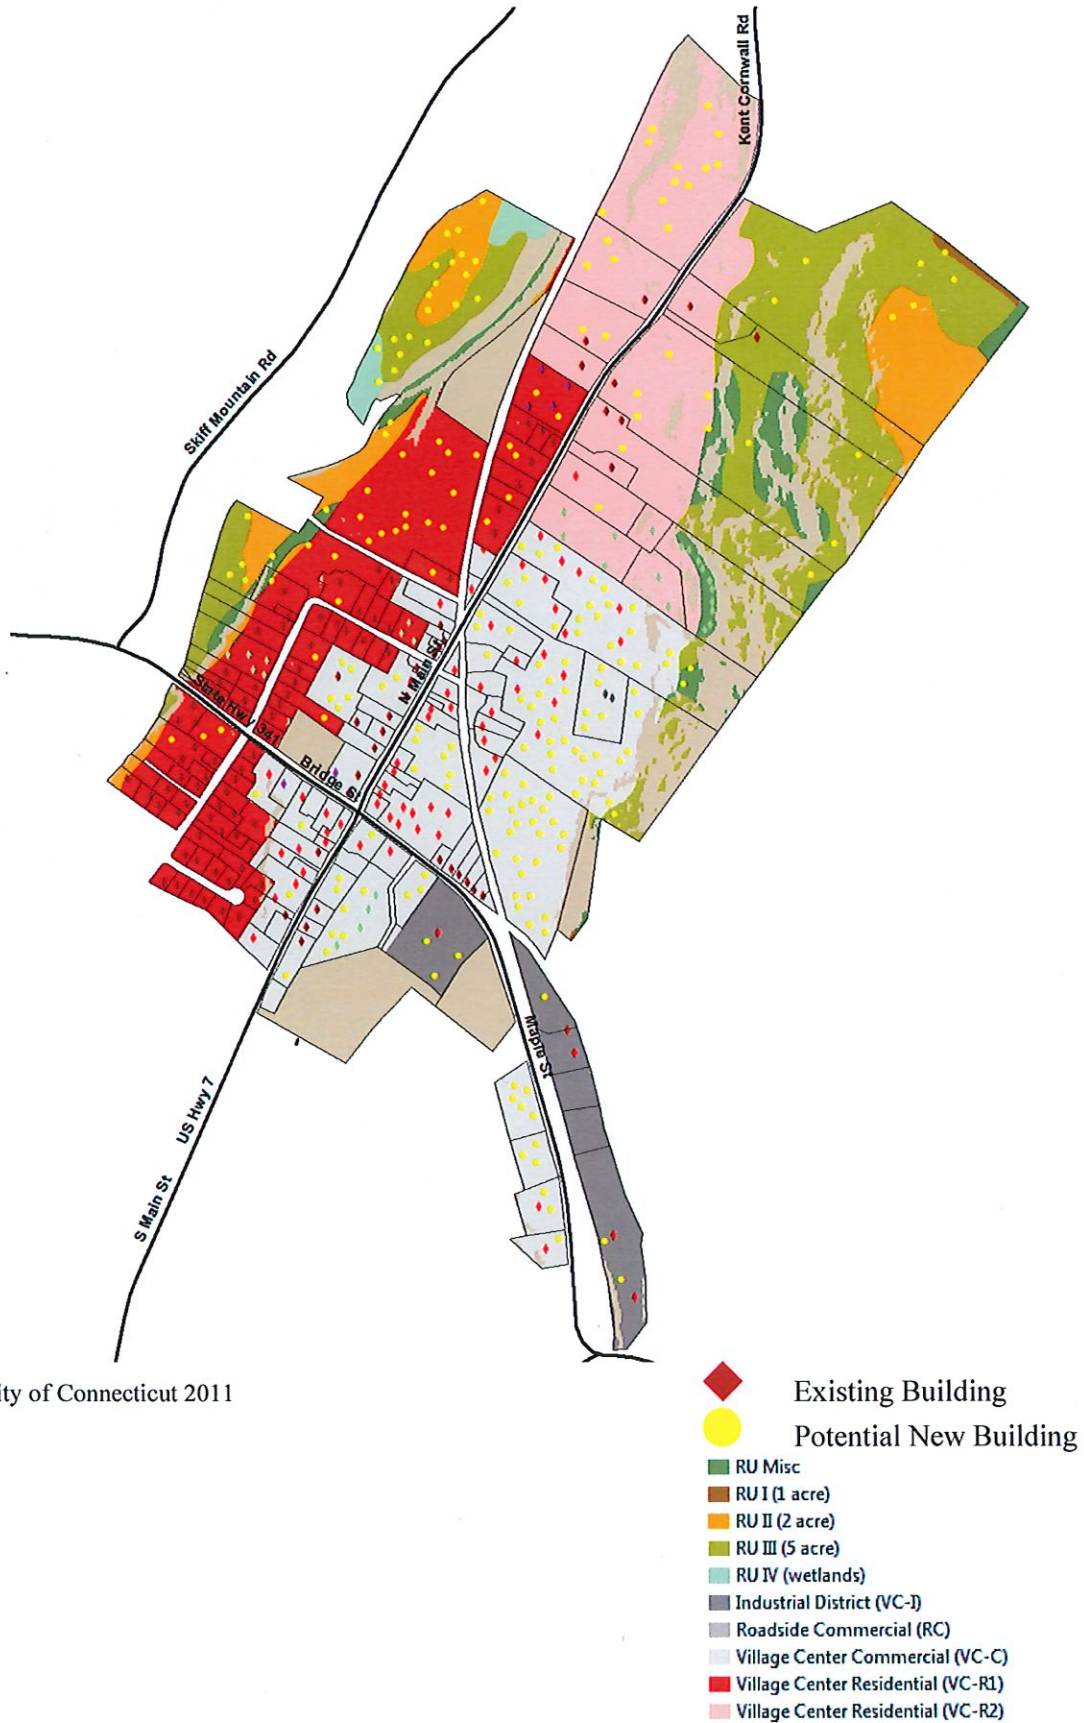 Kent Cornwall Rd
Skiff Mountain Rd
N Main St
State Hwy 341
Bridge St
Maple St
US Hwy 7
S Main St
ity of Connecticut 2011
Existing Building
Potential New Building
RU Misc
RU I (1 acre)
RU II (2 acre)
RU III (5 acre)
RU IV (wetlands)
Industrial District (VC-I)
Roadside Commercial (RC)
Village Center Commercial (VC-C)
Village Center Residential (VC-R1)
Village Center Residential (VC-R2)